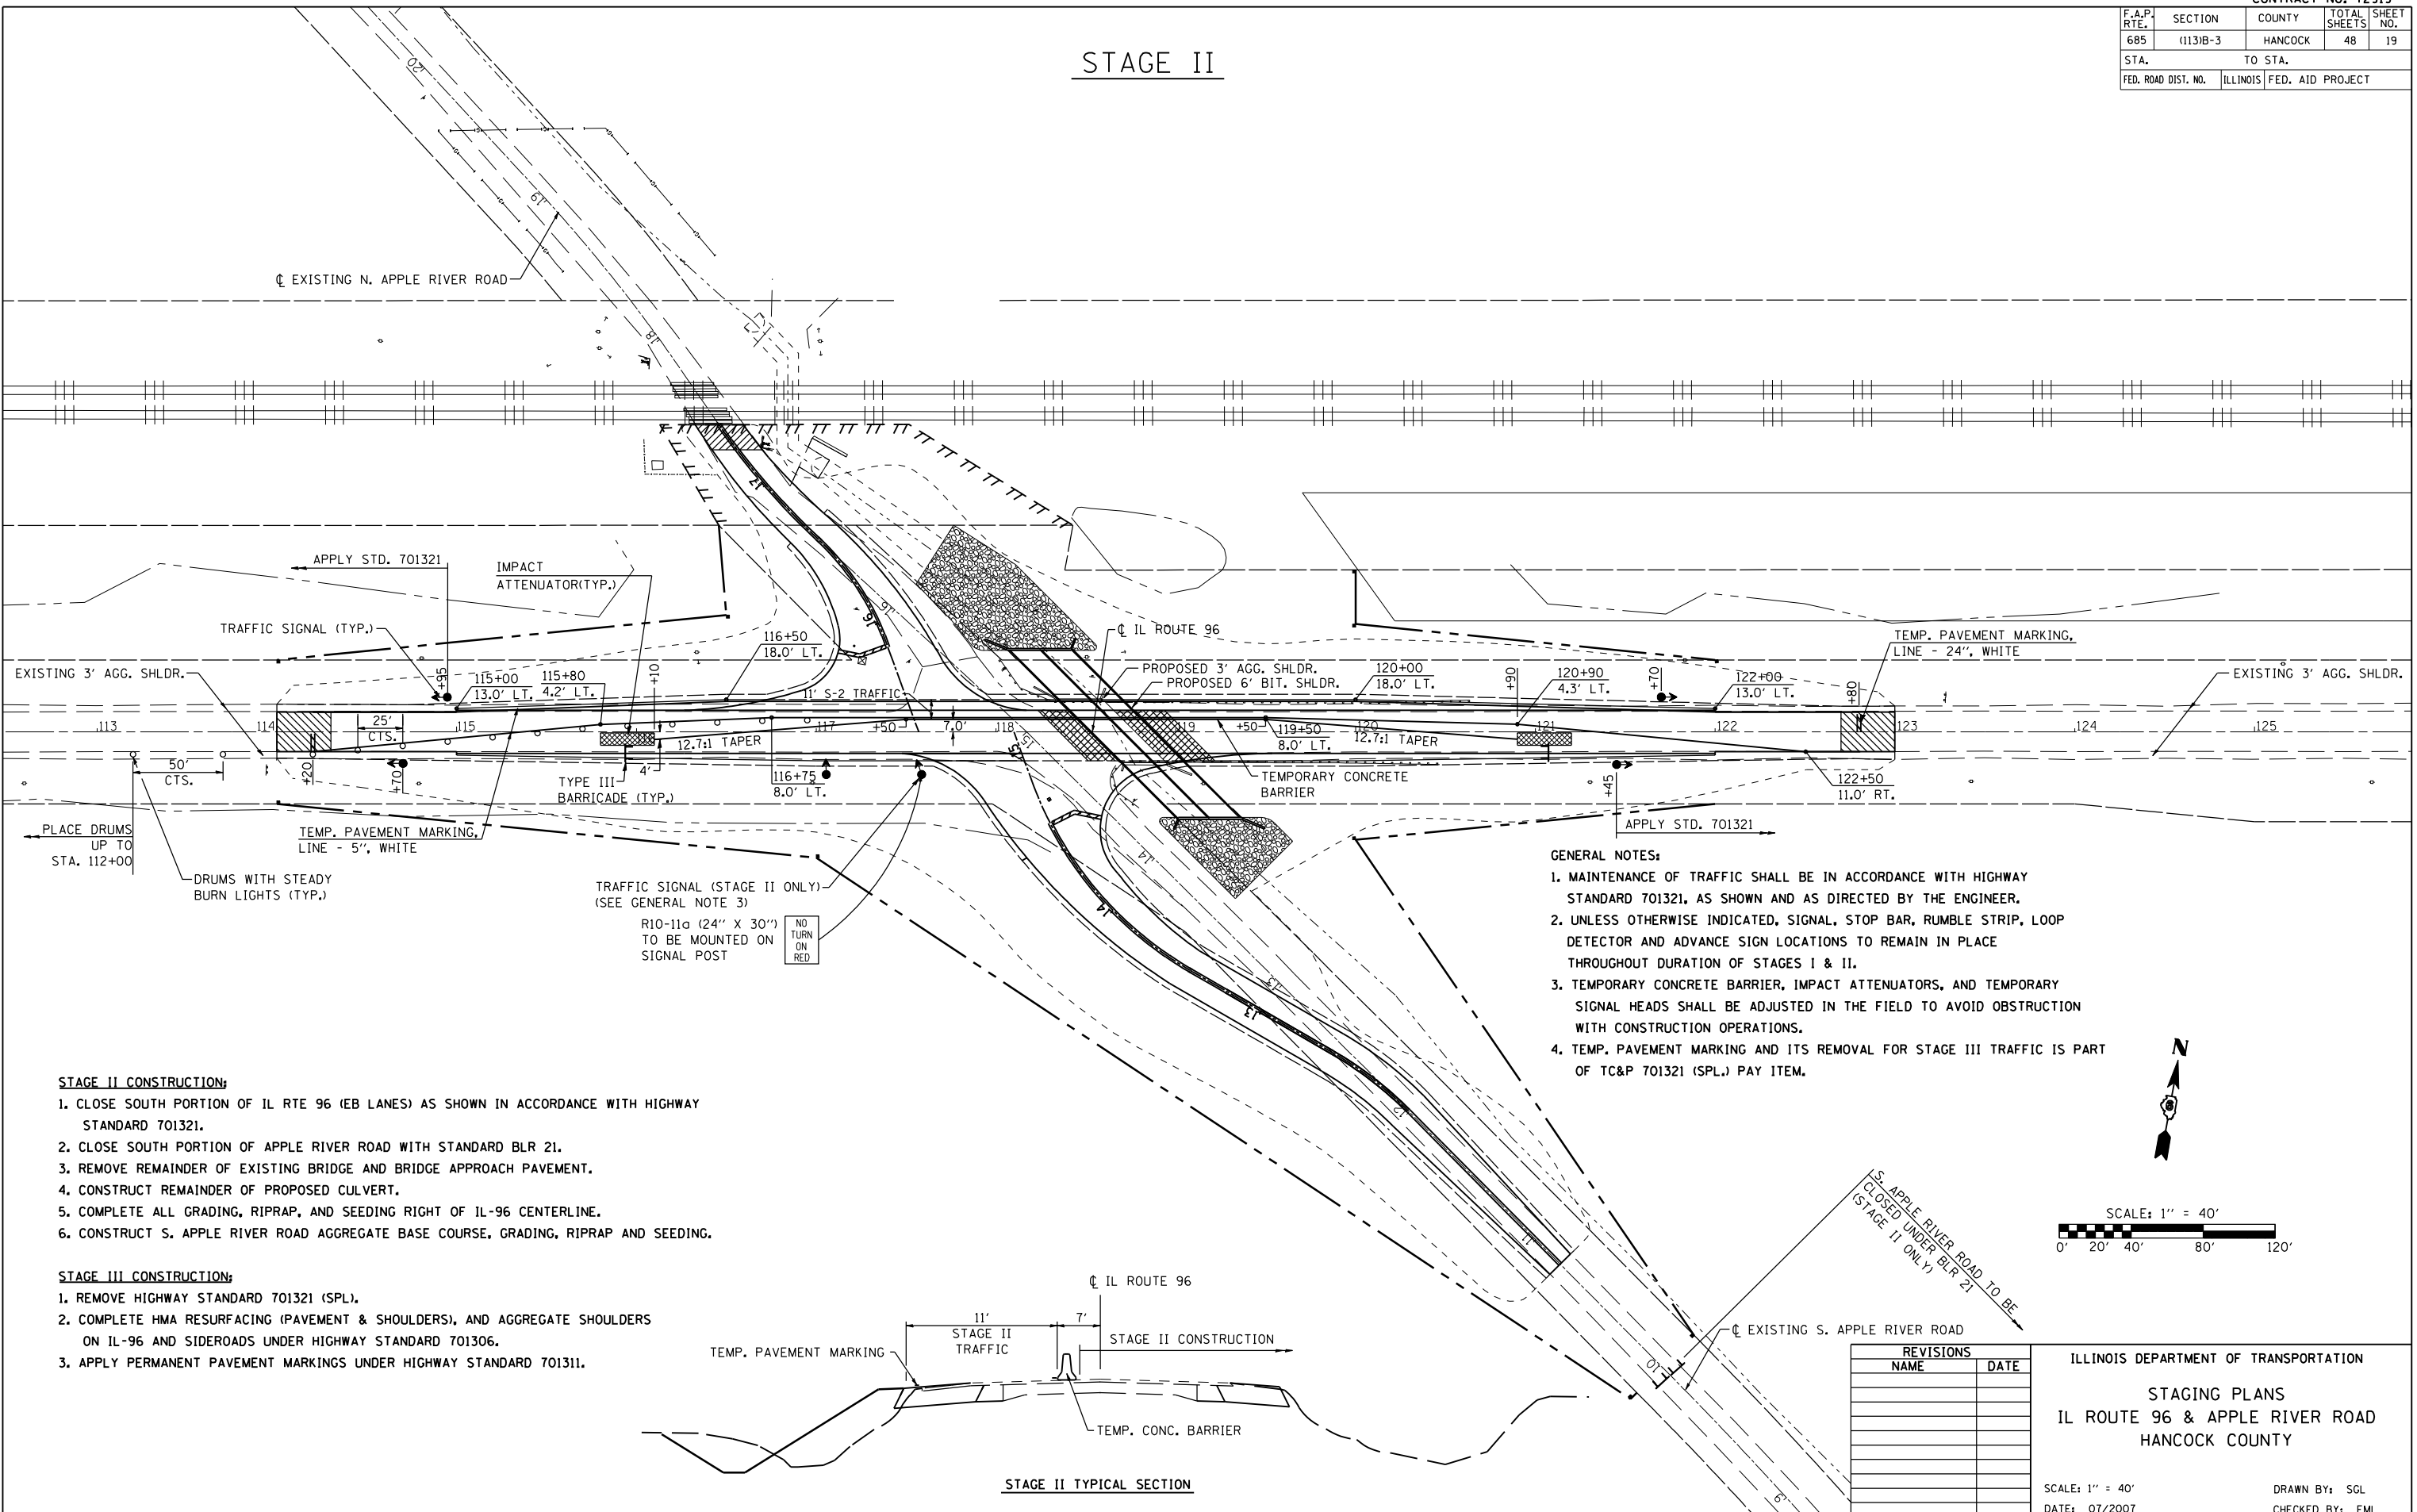 F.A.P. RTE. SECTION COUNTY TOTAL SHEETS SHEET NO.
685 (113)B-3 HANCOCK 48 19
STA. TO STA.
FED. ROAD DIST. NO. ILLINOIS FED. AID PROJECT
STAGE II
20
19
℄ EXISTING N. APPLE RIVER ROAD
18
17
APPLY STD. 701321
IMPACT
ATTENUATOR(TYP.)
TRAFFIC SIGNAL (TYP.)
16
16
116+50
18.0' LT.
℄ IL ROUTE 96
TEMP. PAVEMENT MARKING,
LINE - 24", WHITE
EXISTING 3' AGG. SHLDR.
+95
115+00
13.0' LT.
115+80
4.2' LT.
+10
PROPOSED 3' AGG. SHLDR.
PROPOSED 6' BIT. SHLDR.
120+00
18.0' LT.
+90
120+90
4.3' LT.
+70
122+00
13.0' LT.
+80
EXISTING 3' AGG. SHLDR.
11' S-2 TRAFFIC
113
114
25'
CTS.
115
117
+50
7.0'
118
119
+50
120
121
122
123
124
125
12.7:1 TAPER
119+50
8.0' LT.
12.7:1 TAPER
15
15
50'
CTS.
+20
+70
4'
TYPE III
BARRICADE (TYP.)
116+75
8.0' LT.
TEMPORARY CONCRETE
BARRIER
+45
122+50
11.0' RT.
PLACE DRUMS
UP TO
STA. 112+00
TEMP. PAVEMENT MARKING,
LINE - 5", WHITE
APPLY STD. 701321
DRUMS WITH STEADY
BURN LIGHTS (TYP.)
TRAFFIC SIGNAL (STAGE II ONLY)
(SEE GENERAL NOTE 3)
R10-11a (24" X 30")
TO BE MOUNTED ON
SIGNAL POST
NO
TURN
ON
RED
14
14
13
13
12
11
GENERAL NOTES:
1. MAINTENANCE OF TRAFFIC SHALL BE IN ACCORDANCE WITH HIGHWAY
STANDARD 701321, AS SHOWN AND AS DIRECTED BY THE ENGINEER.
2. UNLESS OTHERWISE INDICATED, SIGNAL, STOP BAR, RUMBLE STRIP, LOOP
DETECTOR AND ADVANCE SIGN LOCATIONS TO REMAIN IN PLACE
THROUGHOUT DURATION OF STAGES I & II.
3. TEMPORARY CONCRETE BARRIER, IMPACT ATTENUATORS, AND TEMPORARY
SIGNAL HEADS SHALL BE ADJUSTED IN THE FIELD TO AVOID OBSTRUCTION
WITH CONSTRUCTION OPERATIONS.
4. TEMP. PAVEMENT MARKING AND ITS REMOVAL FOR STAGE III TRAFFIC IS PART
OF TC&P 701321 (SPL.) PAY ITEM.
N
STAGE II CONSTRUCTION:
1. CLOSE SOUTH PORTION OF IL RTE 96 (EB LANES) AS SHOWN IN ACCORDANCE WITH HIGHWAY
STANDARD 701321.
2. CLOSE SOUTH PORTION OF APPLE RIVER ROAD WITH STANDARD BLR 21.
3. REMOVE REMAINDER OF EXISTING BRIDGE AND BRIDGE APPROACH PAVEMENT.
4. CONSTRUCT REMAINDER OF PROPOSED CULVERT.
5. COMPLETE ALL GRADING, RIPRAP, AND SEEDING RIGHT OF IL-96 CENTERLINE.
6. CONSTRUCT S. APPLE RIVER ROAD AGGREGATE BASE COURSE, GRADING, RIPRAP AND SEEDING.
STAGE III CONSTRUCTION:
1. REMOVE HIGHWAY STANDARD 701321 (SPL).
2. COMPLETE HMA RESURFACING (PAVEMENT & SHOULDERS), AND AGGREGATE SHOULDERS
ON IL-96 AND SIDEROADS UNDER HIGHWAY STANDARD 701306.
3. APPLY PERMANENT PAVEMENT MARKINGS UNDER HIGHWAY STANDARD 701311.
S. APPLE RIVER ROAD TO BE
CLOSED UNDER BLR 21
(STAGE II ONLY)
SCALE: 1" = 40'
0' 20' 40' 80' 120'
℄ IL ROUTE 96
11'
7'
STAGE II
TRAFFIC
STAGE II CONSTRUCTION
TEMP. PAVEMENT MARKING
TEMP. CONC. BARRIER
STAGE II TYPICAL SECTION
℄ EXISTING S. APPLE RIVER ROAD
10
9
REVISIONS
NAME DATE
ILLINOIS DEPARTMENT OF TRANSPORTATION
STAGING PLANS
IL ROUTE 96 & APPLE RIVER ROAD
HANCOCK COUNTY
SCALE: 1" = 40'
DRAWN BY: SGL
DATE: 07/2007